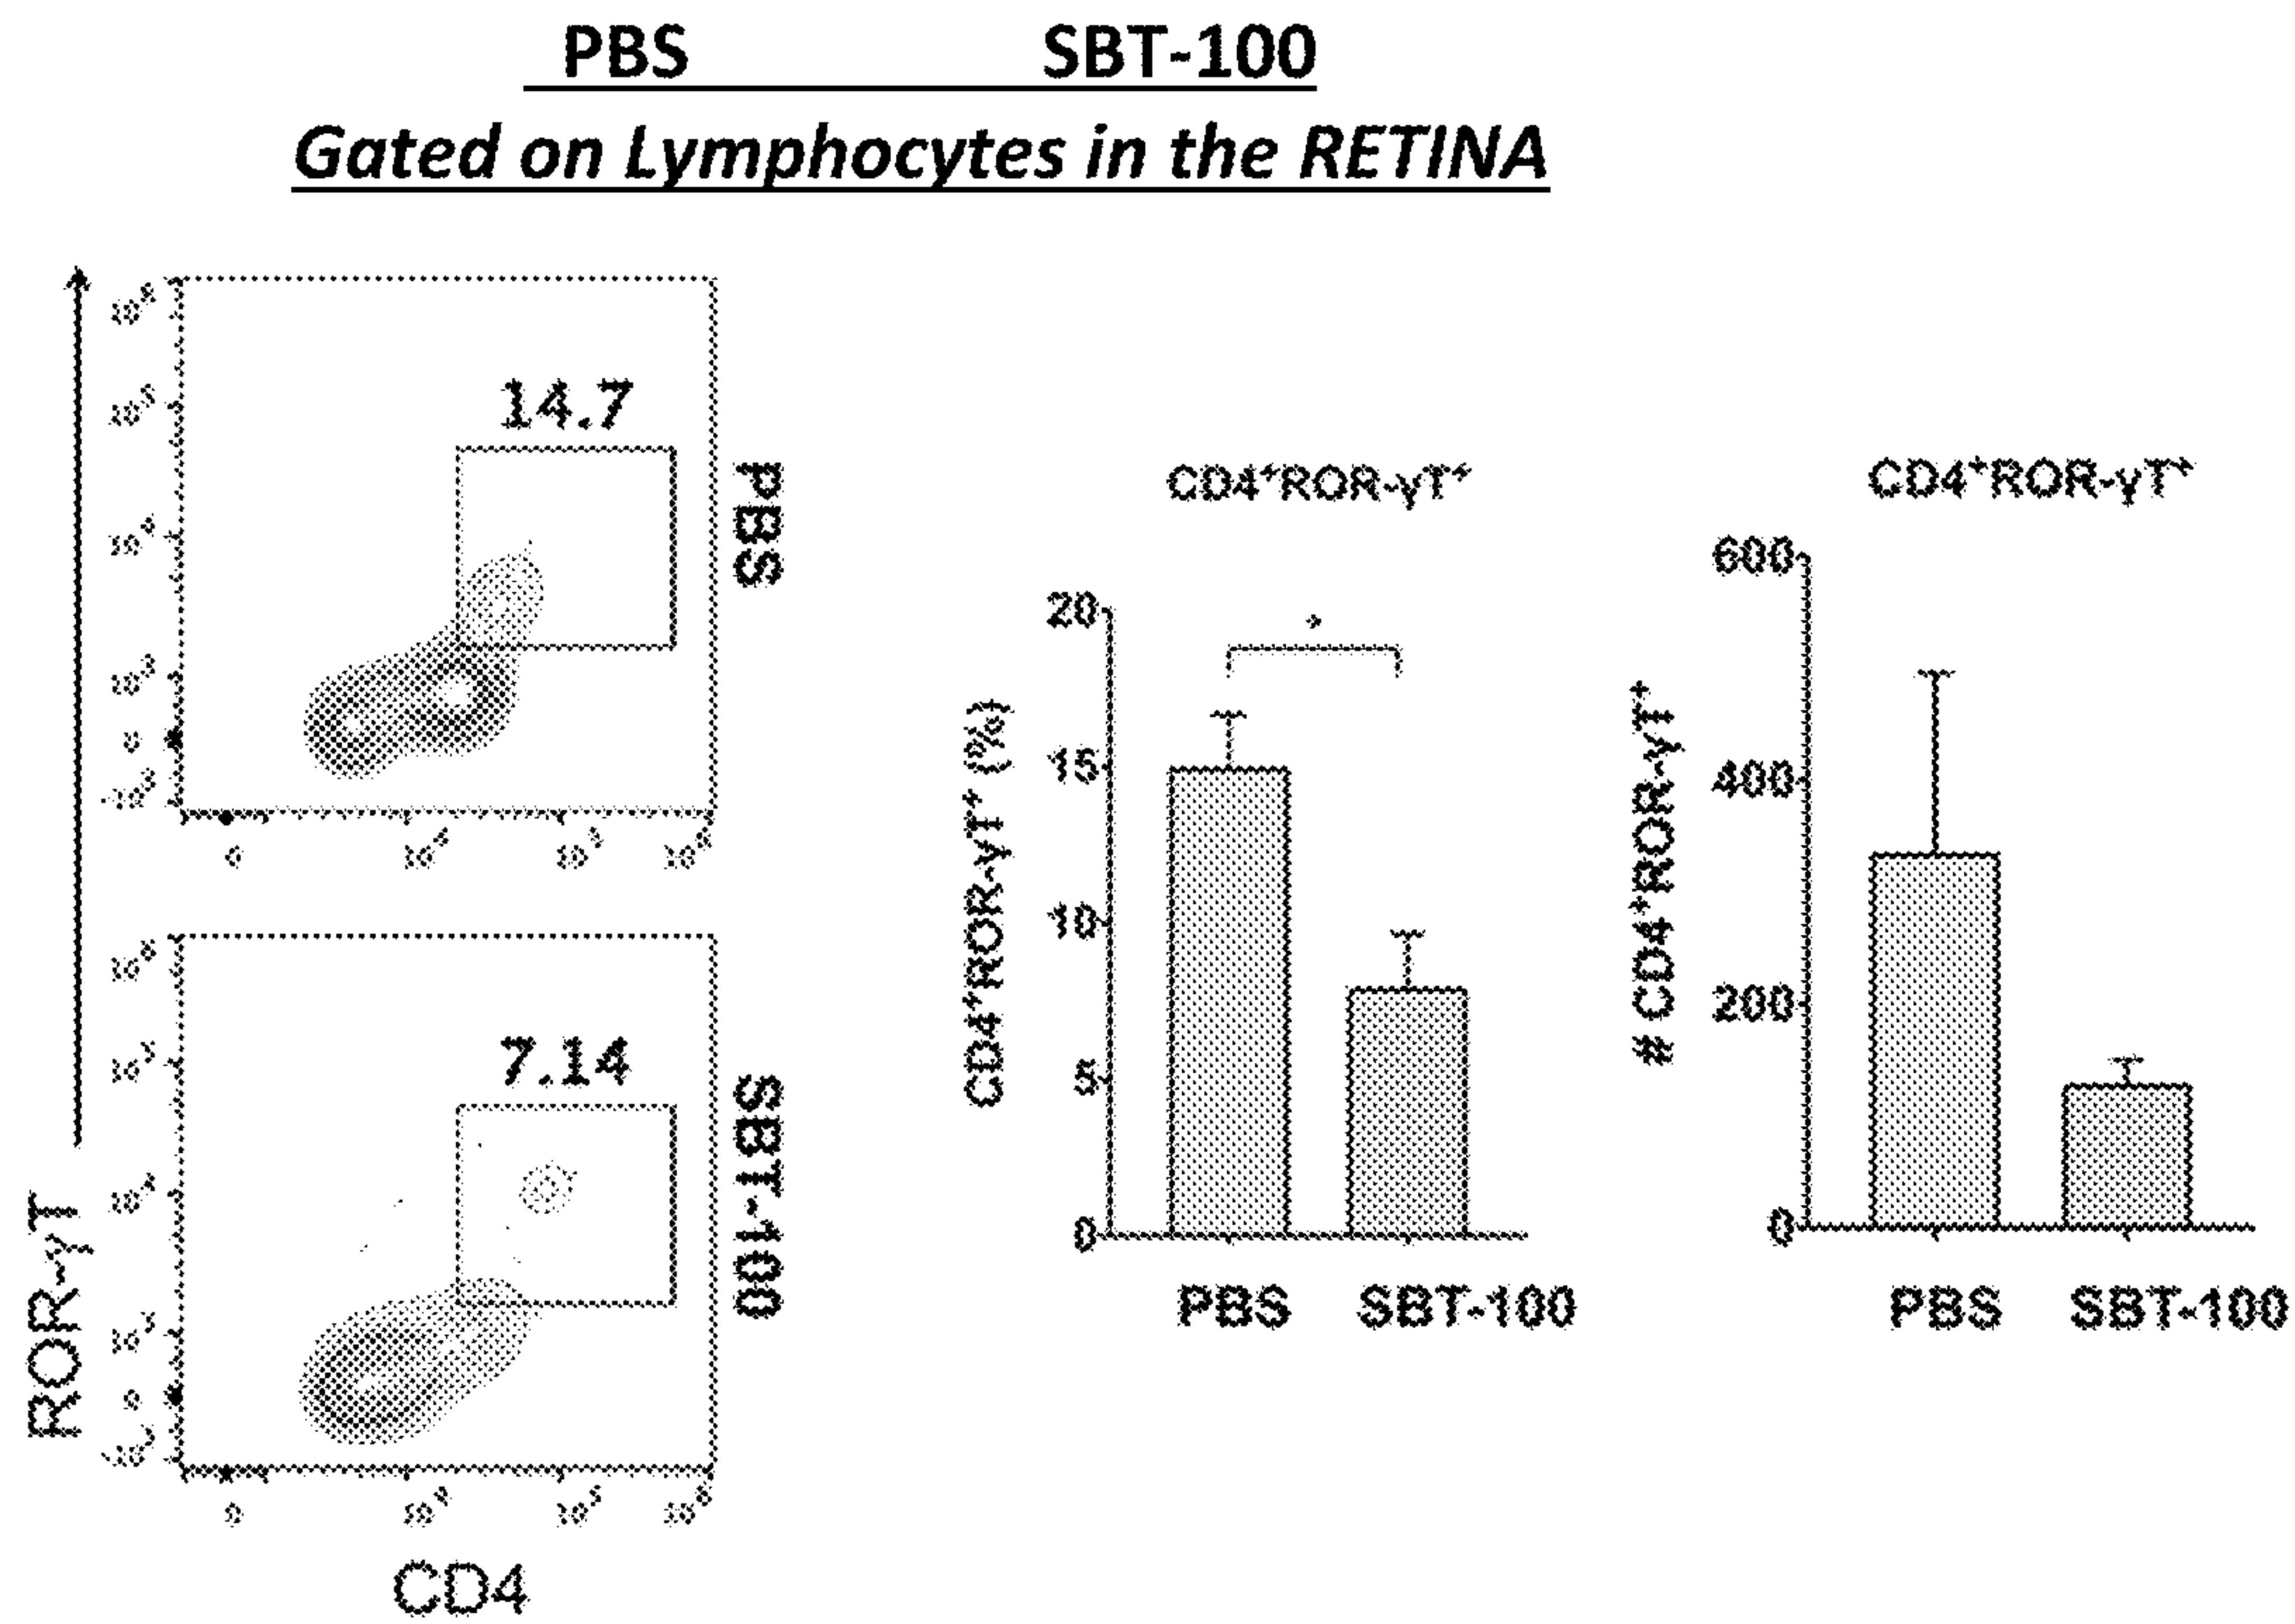 PBS SBT-100
Gated on Lymphocytes in the RETINA
14.7
PBS
7.14
SBT-100
ROR-γT
CD4
CD4⁺ROR-γT⁺
CD4⁺ROR-γT⁺ (%)
20
15
10
5
0
PBS SBT-100
CD4⁺ROR-γT⁺
# CD4⁺ROR-γT⁺
600
400
200
0
PBS SBT-100